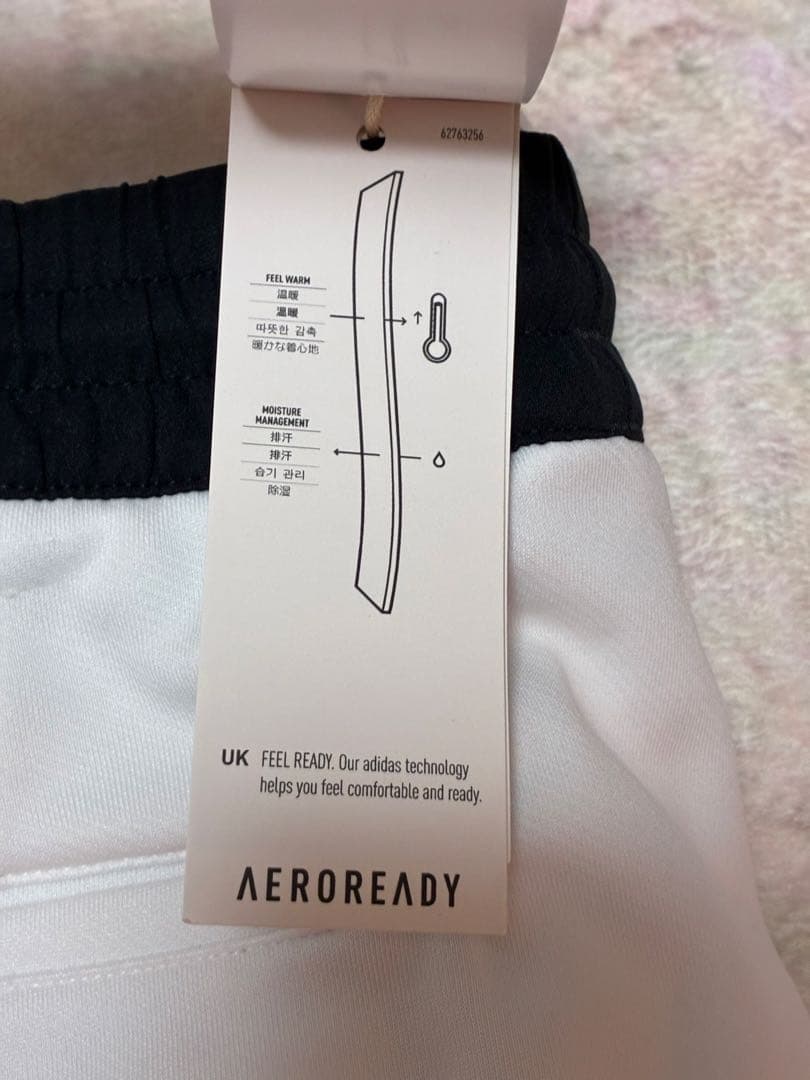 62763256
FEEL WARM
温暖
溫暖
따뜻한 감촉
暖かな着心地
MOISTURE
MANAGEMENT
排汗
排汗
습기 관리
除湿
UK FEEL READY. Our adidas technology
helps you feel comfortable and ready.
AEROREADY